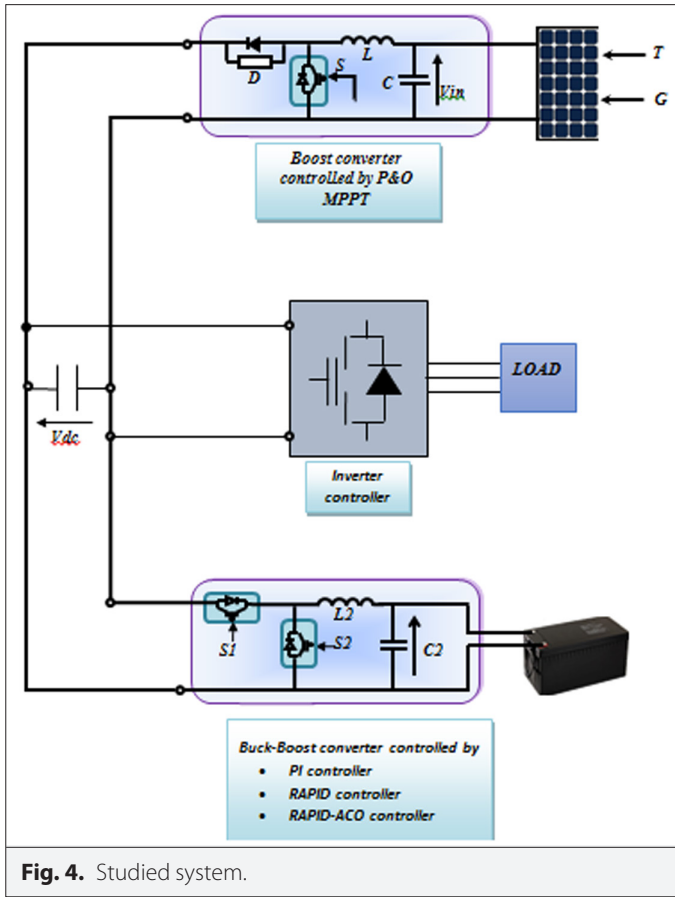 D
S
L
C
Vin
T
G
Boost converter
controlled by P&O
MPPT
LOAD
Vdc
Inverter
controller
S1
S2
L2
C2
Buck-Boost converter controlled by
• PI controller
• RAPID controller
• RAPID-ACO controller
Fig. 4. Studied system.